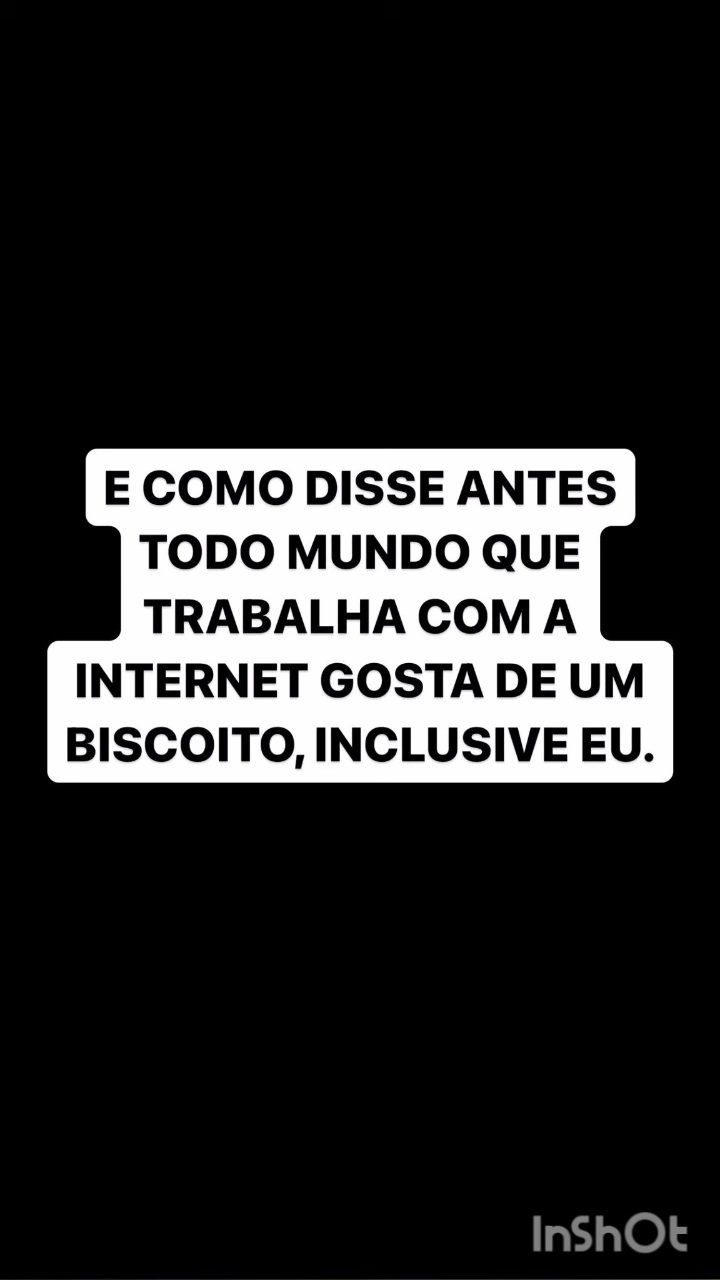 E COMO DISSE ANTES
TODO MUNDO QUE
TRABALHA COM A
INTERNET GOSTA DE UM
BISCOITO, INCLUSIVE EU.
InShOt